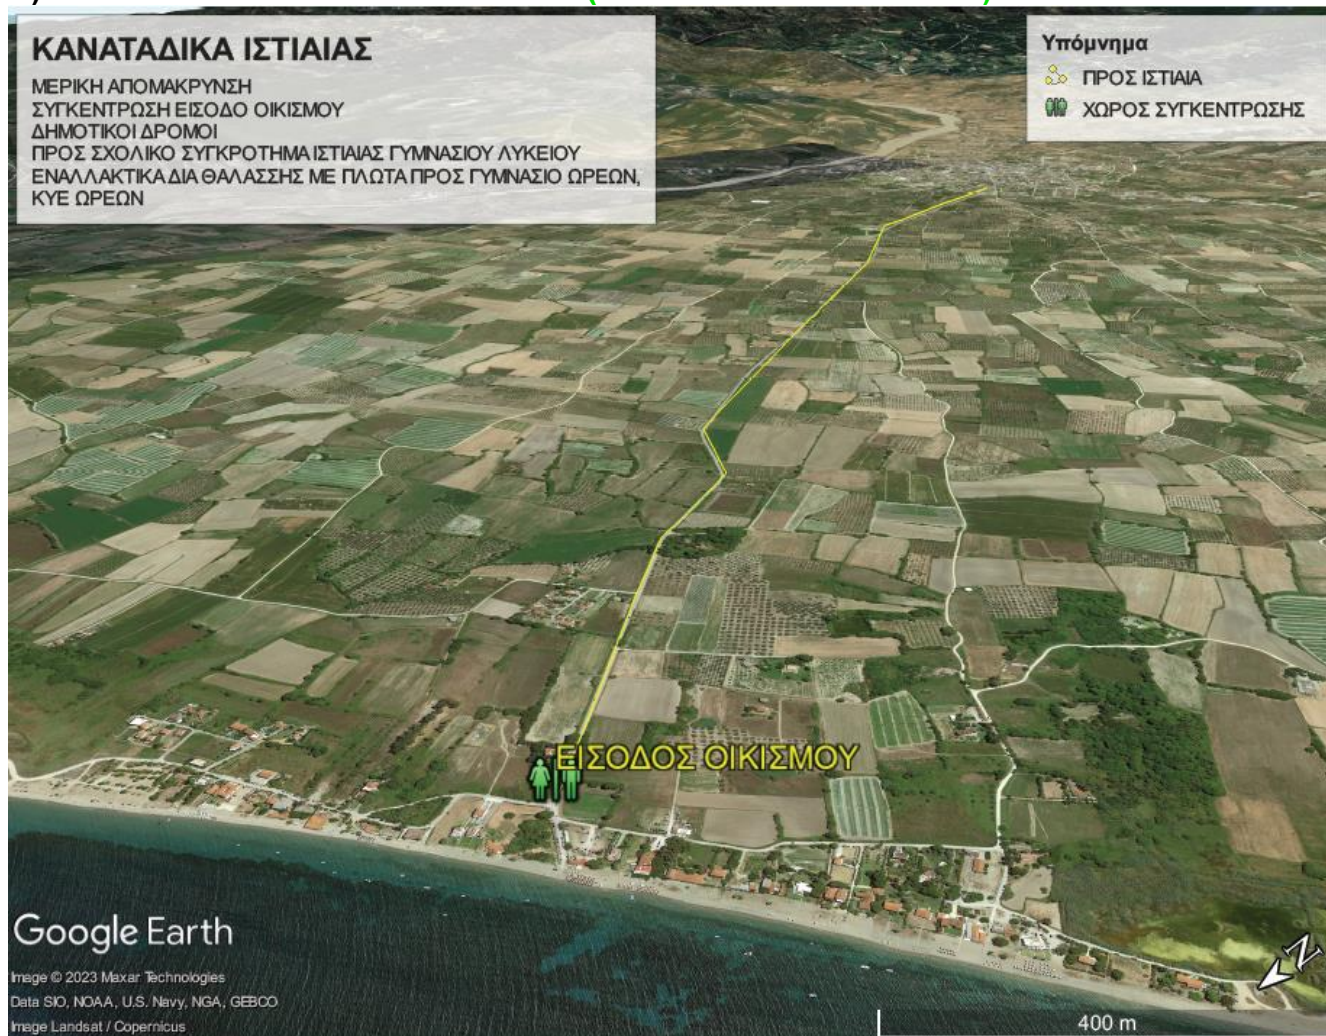 ΚΑΝΑΤΑΔΙΚΑ ΙΣΤΙΑΙΑΣ
ΜΕΡΙΚΗ ΑΠΟΜΑΚΡΥΝΣΗ
ΣΥΓΚΕΝΤΡΩΣΗ ΕΙΣΟΔΟ ΟΙΚΙΣΜΟΥ
ΔΗΜΟΤΙΚΟΙ ΔΡΟΜΟΙ
ΠΡΟΣ ΣΧΟΛΙΚΟ ΣΥΓΚΡΟΤΗΜΑ ΙΣΤΙΑΙΑΣ ΓΥΜΝΑΣΙΟΥ ΛΥΚΕΙΟΥ
ΕΝΑΛΛΑΚΤΙΚΑ ΔΙΑ ΘΑΛΑΣΣΗΣ ΜΕ ΠΛΩΤΑ ΠΡΟΣ ΓΥΜΝΑΣΙΟ ΩΡΕΩΝ,
ΚΥΕ ΩΡΕΩΝ
Υπόμνημα
ΠΡΟΣ ΙΣΤΙΑΙΑ
ΧΩΡΟΣ ΣΥΓΚΕΝΤΡΩΣΗΣ
ΕΙΣΟΔΟΣ ΟΙΚΙΣΜΟΥ
Google Earth
Image © 2023 Maxar Technologies
Data SIO, NOAA, U.S. Navy, NGA, GEBCO
Image Landsat / Copernicus
N
400 m